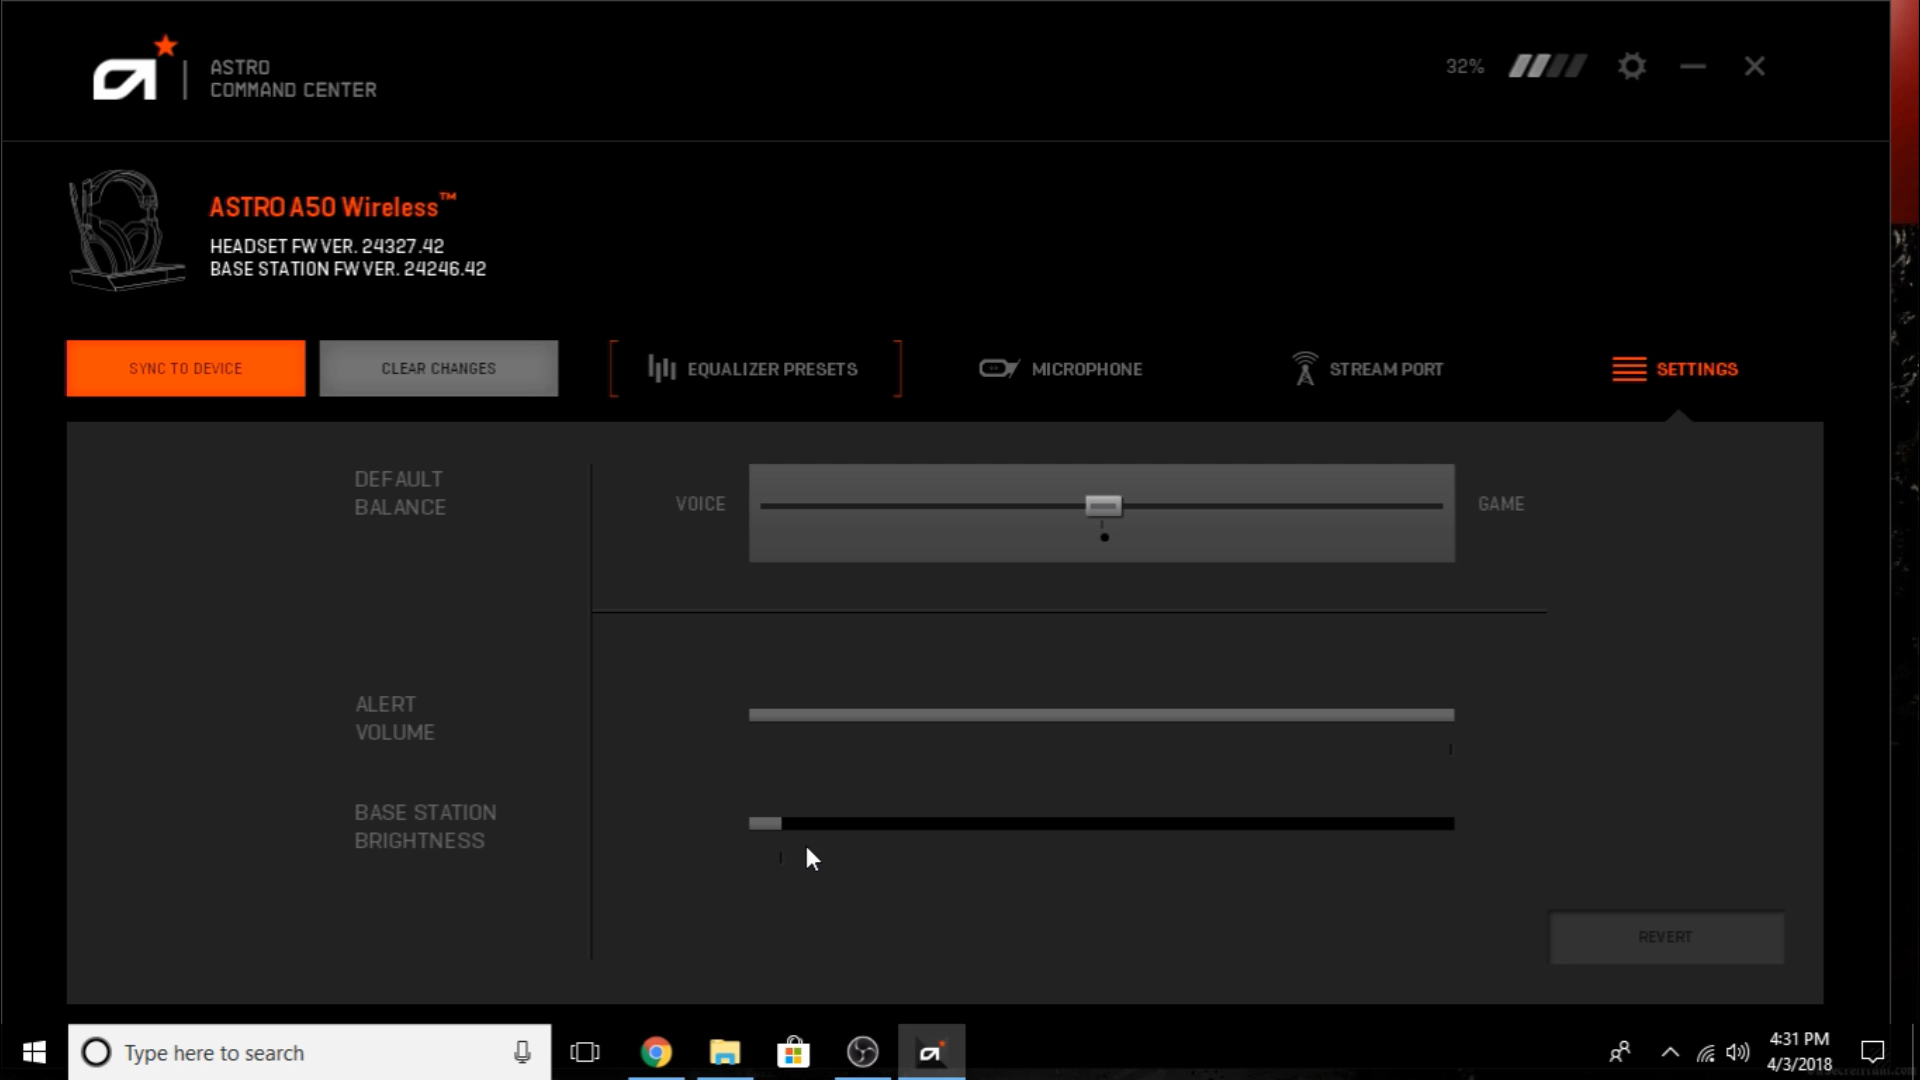 ASTRO
COMMAND CENTER
32%
ASTRO A50 Wireless™
HEADSET FW VER. 24327.42
BASE STATION FW VER. 24246.42
SYNC TO DEVICE
CLEAR CHANGES
EQUALIZER PRESETS
MICROPHONE
STREAM PORT
SETTINGS
DEFAULT
BALANCE
VOICE
GAME
ALERT
VOLUME
BASE STATION
BRIGHTNESS
REVERT
Type here to search
4:31 PM
4/3/2018